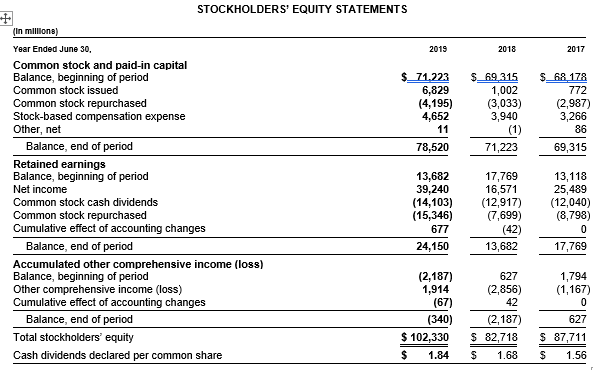 STOCKHOLDERS' EQUITY STATEMENTS
(In millions)
Year Ended June 30, 2019 2018 2017
Common stock and paid-in capital
Balance, beginning of period $ 71,223 $ 69,315 $ 68,178
Common stock issued 6,829 1,002 772
Common stock repurchased (4,195) (3,033) (2,987)
Stock-based compensation expense 4,652 3,940 3,266
Other, net 11 (1) 86
Balance, end of period 78,520 71,223 69,315
Retained earnings
Balance, beginning of period 13,682 17,769 13,118
Net income 39,240 16,571 25,489
Common stock cash dividends (14,103) (12,917) (12,040)
Common stock repurchased (15,346) (7,699) (8,798)
Cumulative effect of accounting changes 677 (42) 0
Balance, end of period 24,150 13,682 17,769
Accumulated other comprehensive income (loss)
Balance, beginning of period (2,187) 627 1,794
Other comprehensive income (loss) 1,914 (2,856) (1,167)
Cumulative effect of accounting changes (67) 42 0
Balance, end of period (340) (2,187) 627
Total stockholders' equity $ 102,330 $ 82,718 $ 87,711
Cash dividends declared per common share $ 1.84 $ 1.68 $ 1.56